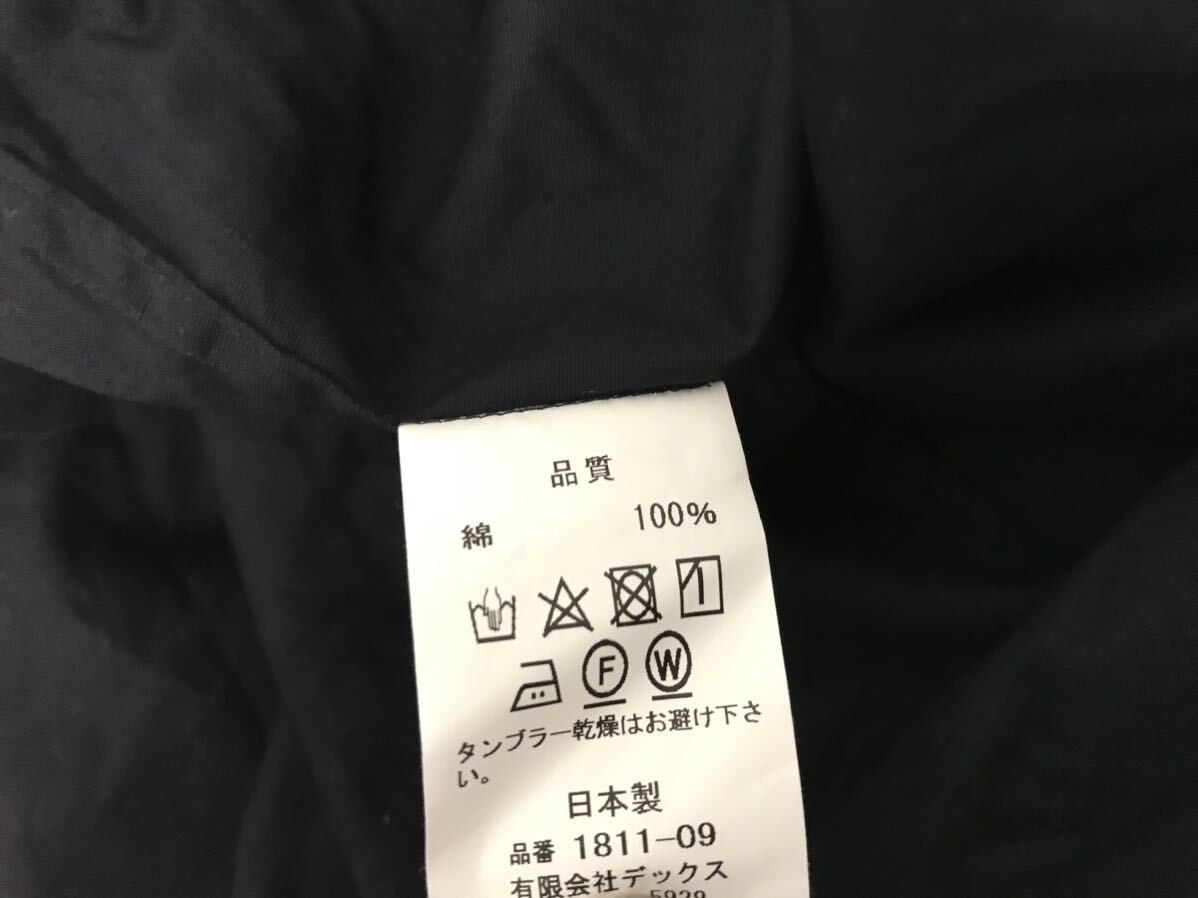 品質
綿 100%
F W
タンブラー乾燥はお避け下さ
い。
日本製
品番 1811-09
有限会社デックス